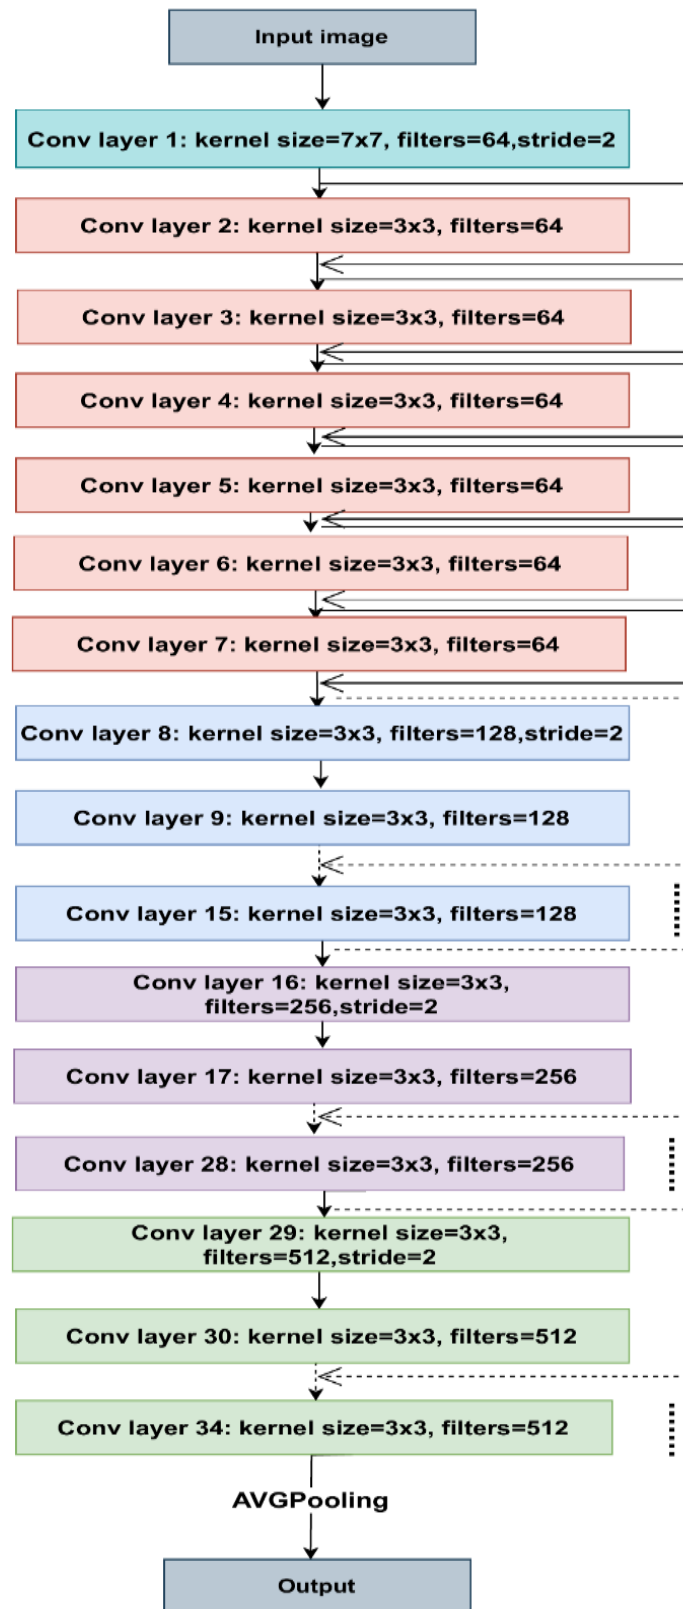 Input image
Conv layer 1: kernel size=7x7, filters=64,stride=2
Conv layer 2: kernel size=3x3, filters=64
Conv layer 3: kernel size=3x3, filters=64
Conv layer 4: kernel size=3x3, filters=64
Conv layer 5: kernel size=3x3, filters=64
Conv layer 6: kernel size=3x3, filters=64
Conv layer 7: kernel size=3x3, filters=64
Conv layer 8: kernel size=3x3, filters=128,stride=2
Conv layer 9: kernel size=3x3, filters=128
Conv layer 15: kernel size=3x3, filters=128
Conv layer 16: kernel size=3x3,
filters=256,stride=2
Conv layer 17: kernel size=3x3, filters=256
Conv layer 28: kernel size=3x3, filters=256
Conv layer 29: kernel size=3x3,
filters=512,stride=2
Conv layer 30: kernel size=3x3, filters=512
Conv layer 34: kernel size=3x3, filters=512
AVGPooling
Output